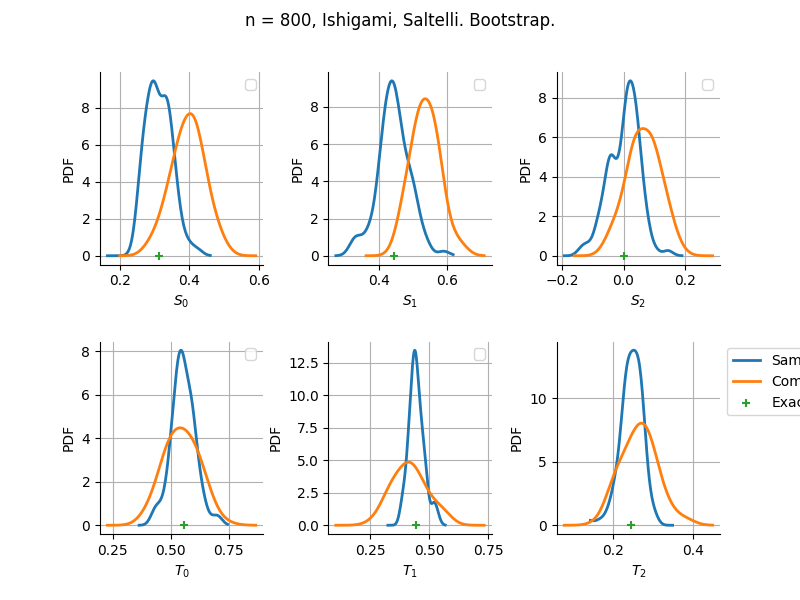 n = 800, Ishigami, Saltelli. Bootstrap.
PDF
8
6
4
2
0
0.2
0.4
0.6
S₀
PDF
8
6
4
2
0
0.4
0.6
S₁
PDF
8
6
4
2
0
−0.2
0.0
0.2
S₂
PDF
8
6
4
2
0
0.25
0.50
0.75
T₀
PDF
12.5
10.0
7.5
5.0
2.5
0.0
0.25
0.50
0.75
T₁
PDF
10
5
0
0.2
0.4
T₂
Sam
Com
Exac